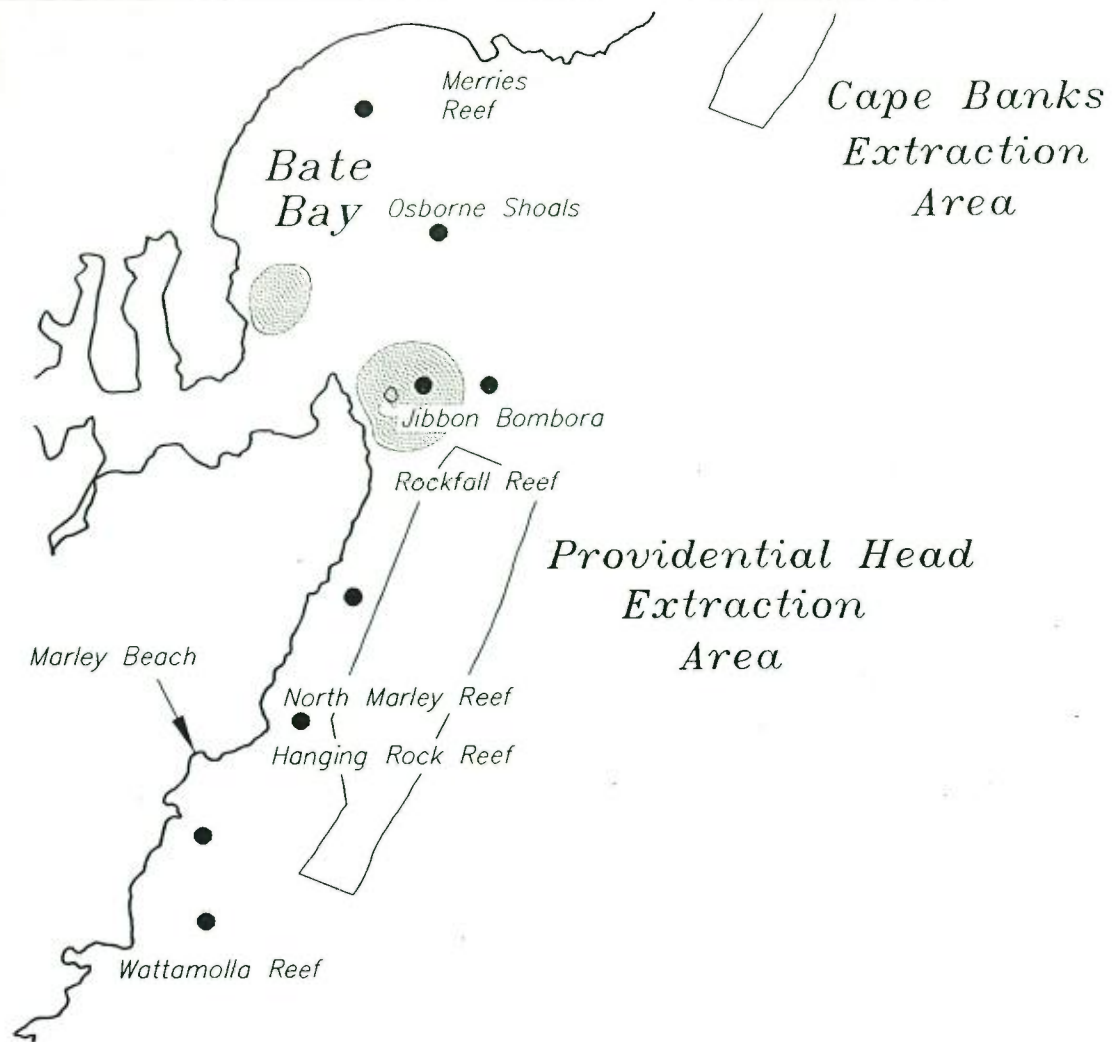 Merries
Reef
Cape Banks
Extraction
Area
Bate
Bay
Osborne Shoals
Jibbon Bombora
Rockfall Reef
Providential Head
Extraction
Area
Marley Beach
North Marley Reef
Hanging Rock Reef
Wattamolla Reef